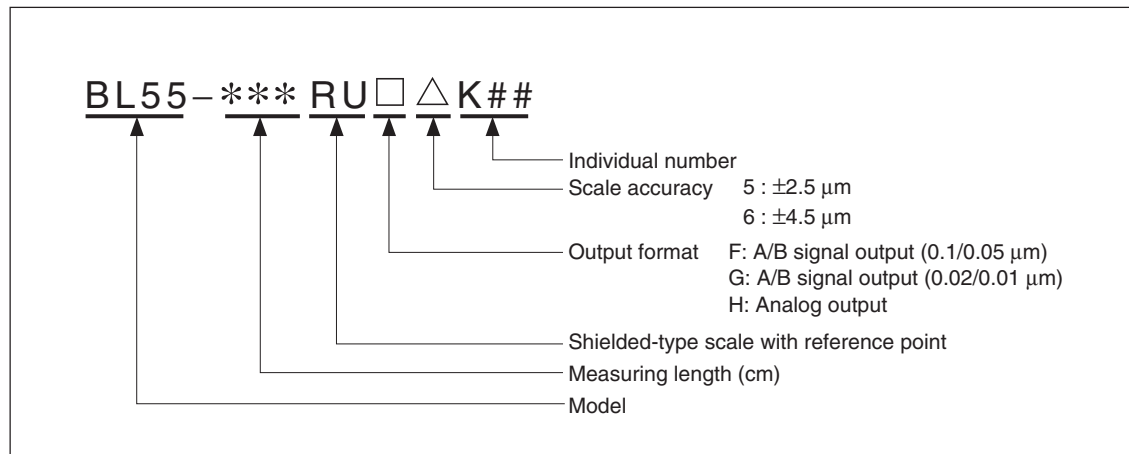 BL55-***RU□△K##
Individual number
Scale accuracy 5 : ±2.5 μm
6 : ±4.5 μm
Output format F: A/B signal output (0.1/0.05 μm)
G: A/B signal output (0.02/0.01 μm)
H: Analog output
Shielded-type scale with reference point
Measuring length (cm)
Model